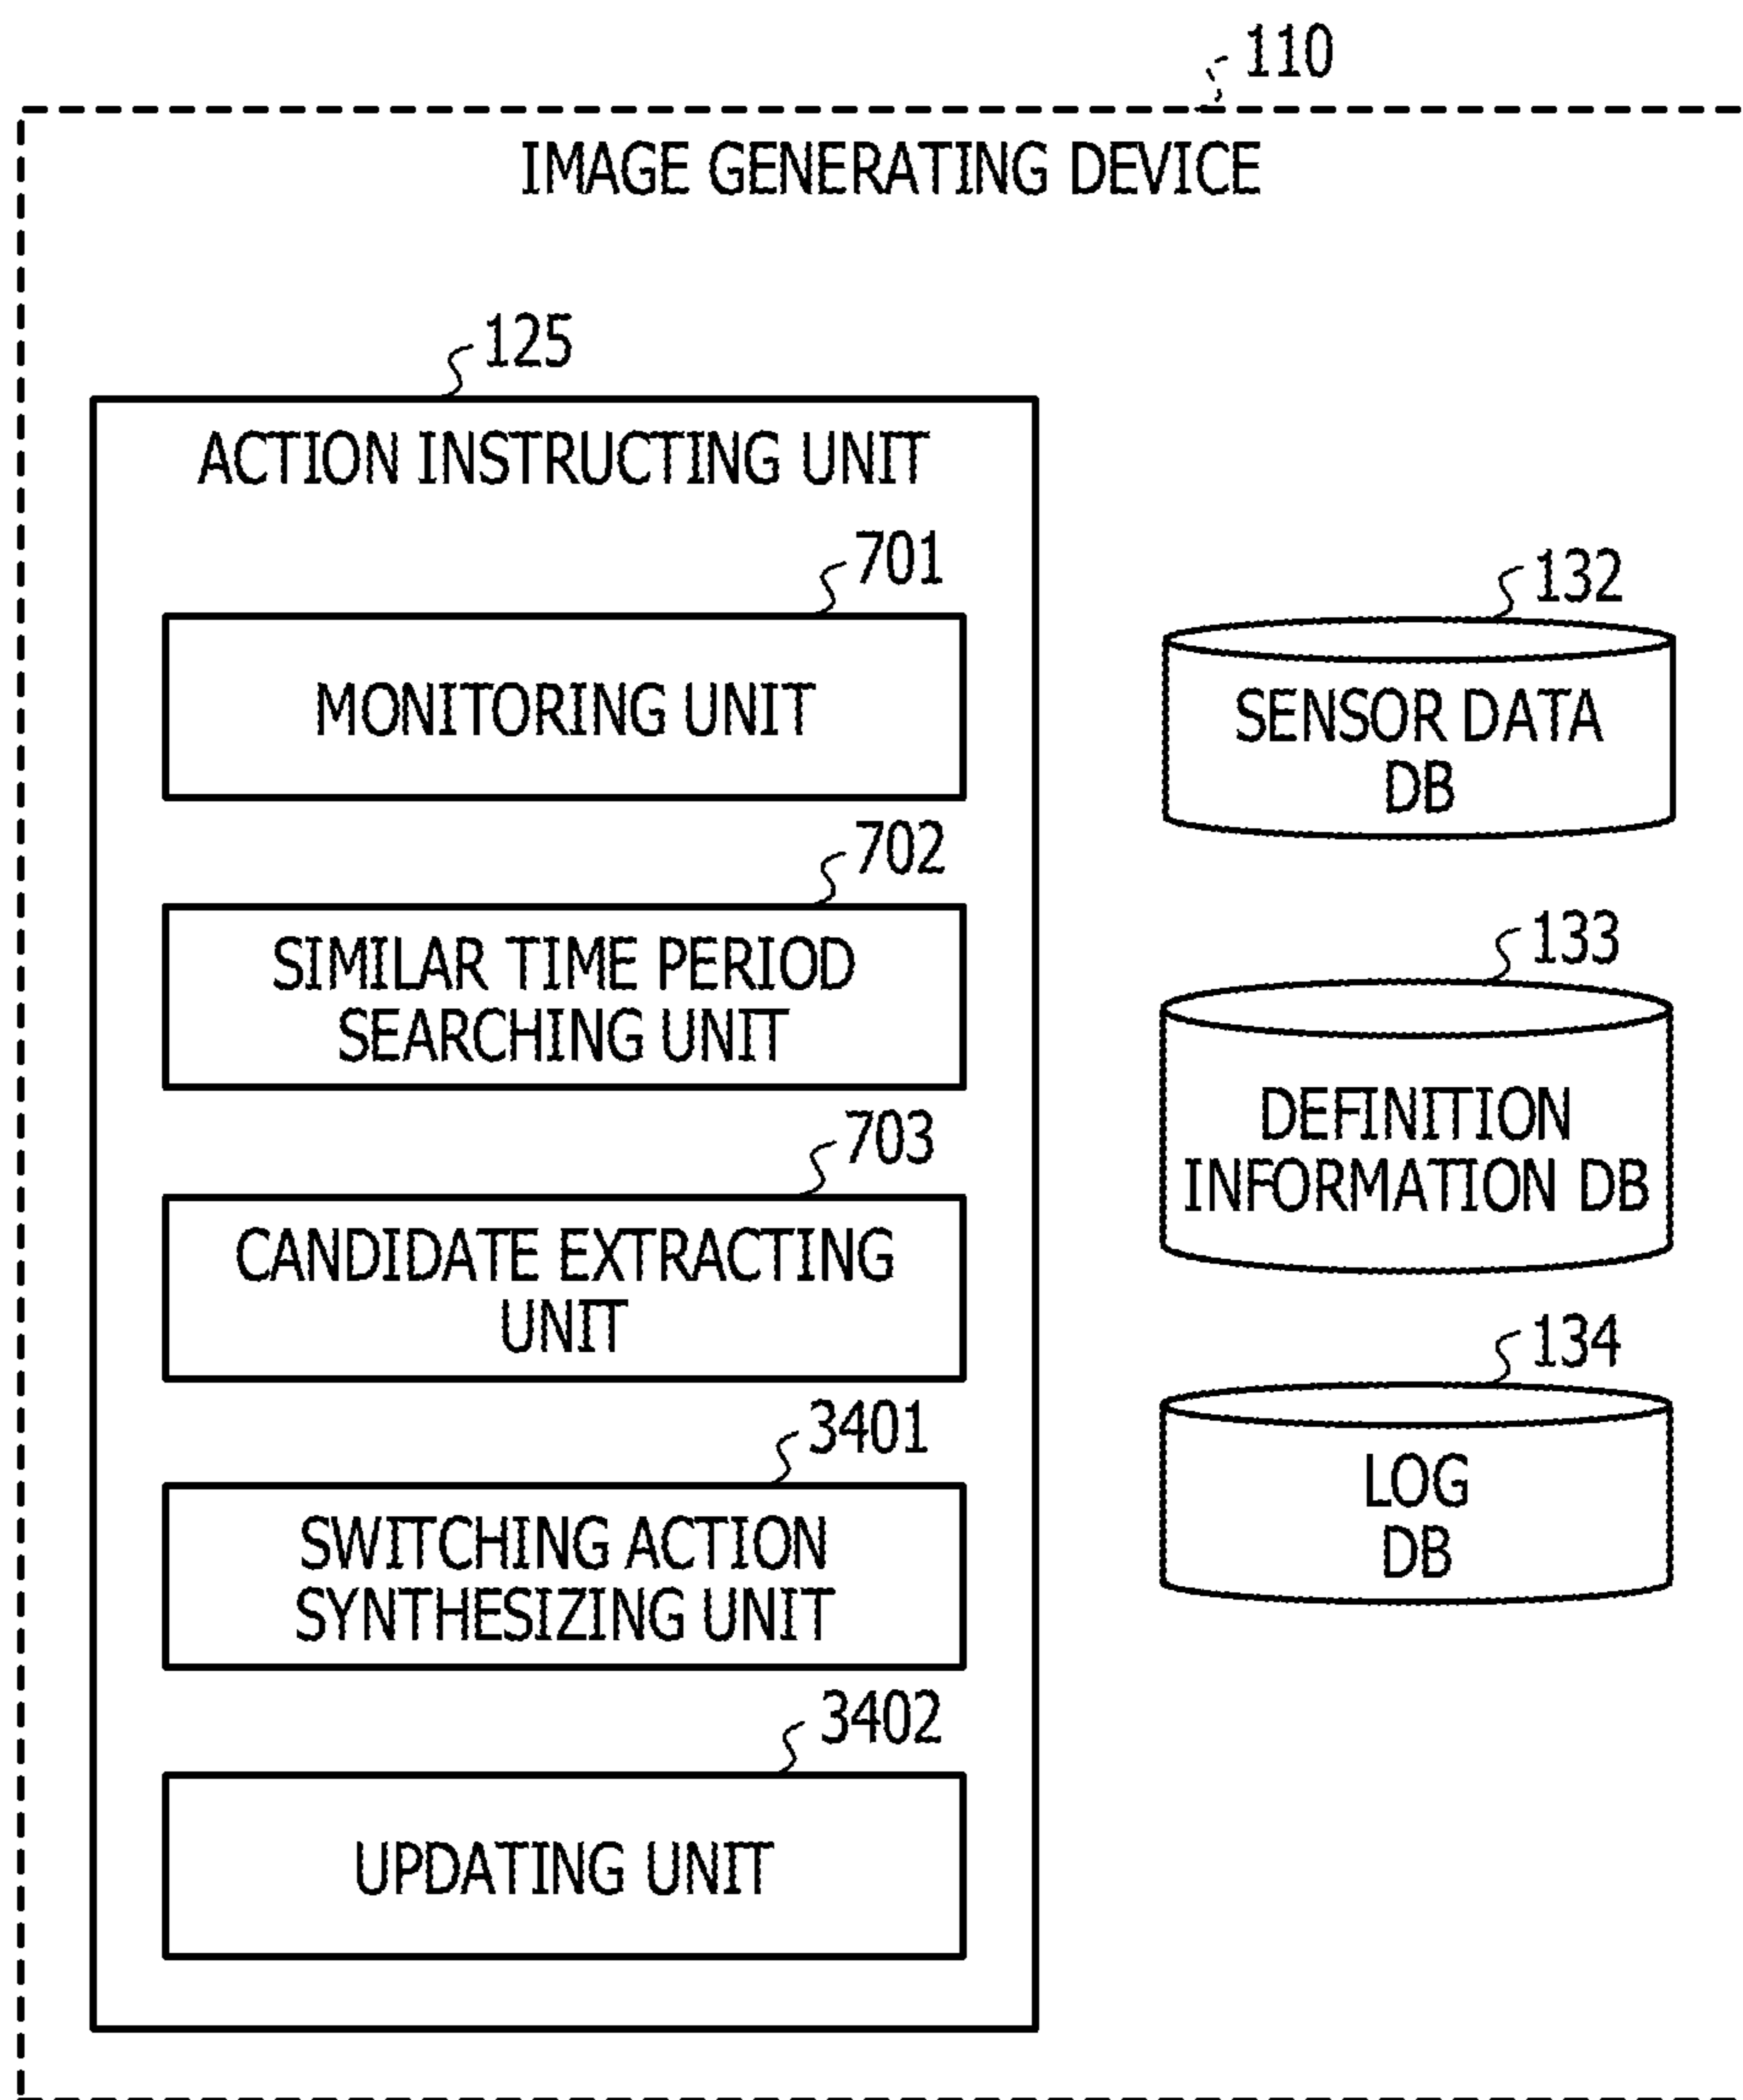 110
IMAGE GENERATING DEVICE
125
ACTION INSTRUCTING UNIT
701
MONITORING UNIT
702
SIMILAR TIME PERIOD
SEARCHING UNIT
703
CANDIDATE EXTRACTING
UNIT
3401
SWITCHING ACTION
SYNTHESIZING UNIT
3402
UPDATING UNIT
132
SENSOR DATA
DB
133
DEFINITION
INFORMATION DB
134
LOG
DB